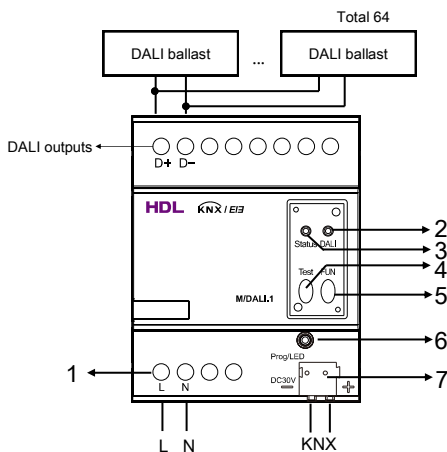 Total 64
DALI ballast ... DALI ballast
DALI outputs
D+ D−
HDL KNX / EIB
2
Status DALI
3
4
Test FUN
5
M/DALI.1
6
Prog/LED
1
L N
DC30V
− +
7
L N KNX